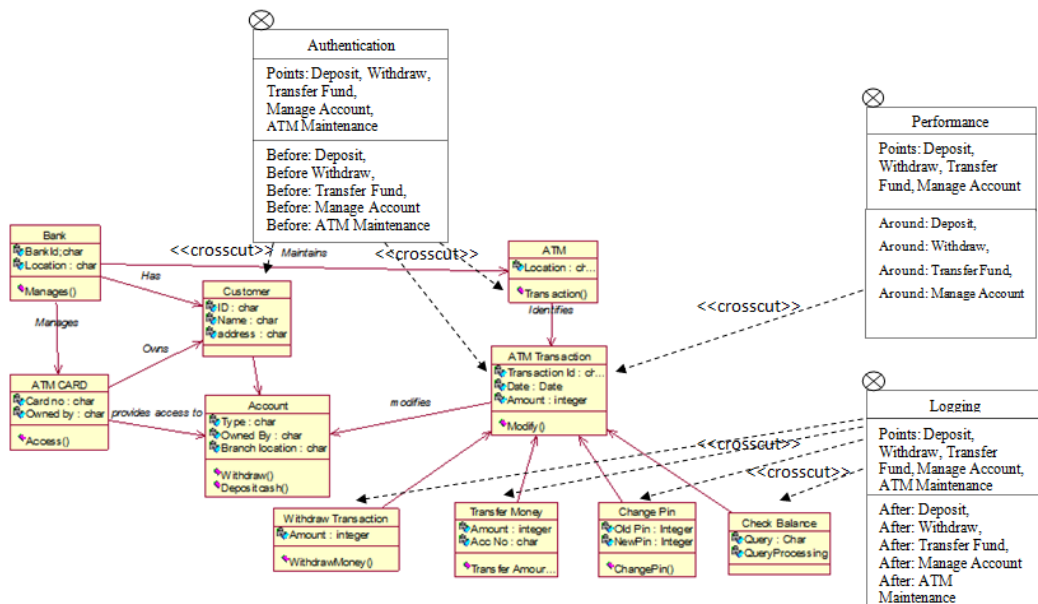 Authentication
Points: Deposit, Withdraw,
Transfer Fund,
Manage Account,
ATM Maintenance
Before: Deposit,
Before Withdraw,
Before: Transfer Fund,
Before: Manage Account
Before: ATM Maintenance
Performance
Points: Deposit,
Withdraw, Transfer
Fund, Manage Account
Around: Deposit,
Around: Withdraw,
Around: Transfer Fund,
Around: Manage Account
Bank
BankId;char
Location : char
Manages()
<<crosscut>>
Maintains
<<crosscut>>
ATM
Location : ch...
Transaction()
Has
Customer
ID : char
Name : char
address : char
Identifies
<<crosscut>>
Manages
Owns
ATM CARD
Card no : char
Owned by : char
Access()
provides access to
Account
Type : char
Owned By : char
Branch location : char
Withdraw()
Depositcash()
modifies
ATM Transaction
Transaction Id : ch...
Date : Date
Amount : integer
Modify()
Logging
Points: Deposit,
Withdraw, Transfer
Fund, Manage Account,
ATM Maintenance
After: Deposit,
After: Withdraw,
After: Transfer Fund,
After: Manage Account
After: ATM
Maintenance
<<crosscut>>
<<crosscut>>
Withdraw Transaction
Amount : integer
WithdrawMoney()
Transfer Money
Amount : integer
Acc No : char
Transfer Amour...
Change Pin
Old Pin : Integer
NewPin : Integer
ChangePin()
Check Balance
Query : Char
QueryProcessing